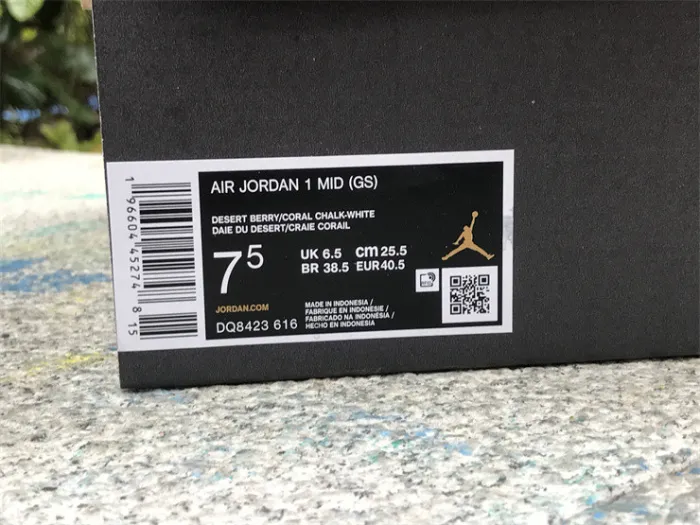 AIR JORDAN 1 MID (GS)
DESERT BERRY/CORAL CHALK-WHITE
DAIE DU DESERT/CRAIE CORAIL
7 5
UK 6.5 cm 25.5
BR 38.5 EUR 40.5
JORDAN.COM
DQ8423 616
MADE IN INDONESIA /
FABRIQUE EN INDONESIE /
FABRICADO NA INDONÉSIA /
HECHO EN INDONESIA
1 96604 45274 8 15